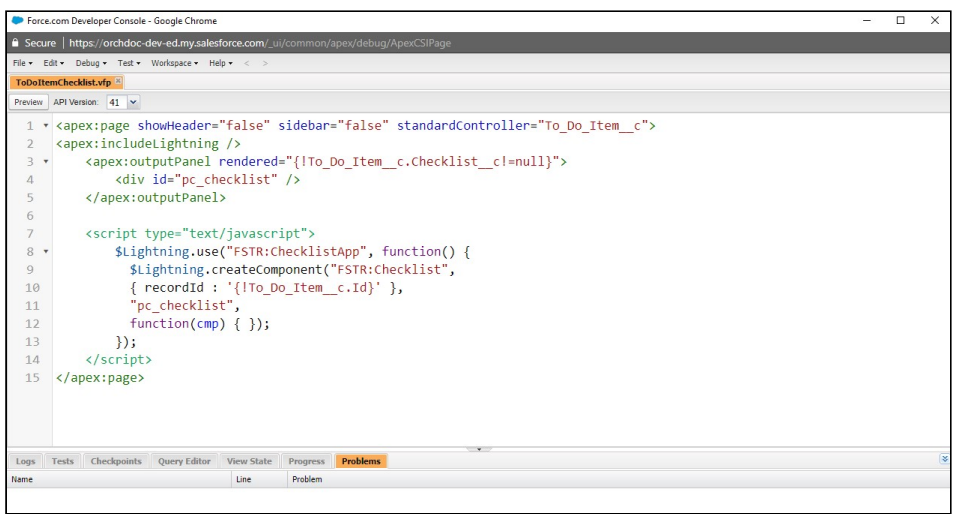 Force.com Developer Console - Google Chrome
Secure | https://orchdoc-dev-ed.my.salesforce.com/_ui/common/apex/debug/ApexCSIPage
File Edit Debug Test Workspace Help < >
ToDoItemChecklist.vfp
Preview API Version: 41
1 <apex:page showHeader="false" sidebar="false" standardController="To_Do_Item__c">
2 <apex:includeLightning />
3 <apex:outputPanel rendered="{!To_Do_Item__c.Checklist__c!=null}">
4 <div id="pc_checklist" />
5 </apex:outputPanel>
6
7 <script type="text/javascript">
8 $Lightning.use("FSTR:ChecklistApp", function() {
9 $Lightning.createComponent("FSTR:Checklist",
10 { recordId : '{!To_Do_Item__c.Id}' },
11 "pc_checklist",
12 function(cmp) { });
13 });
14 </script>
15 </apex:page>
Logs Tests Checkpoints Query Editor View State Progress Problems
Name Line Problem